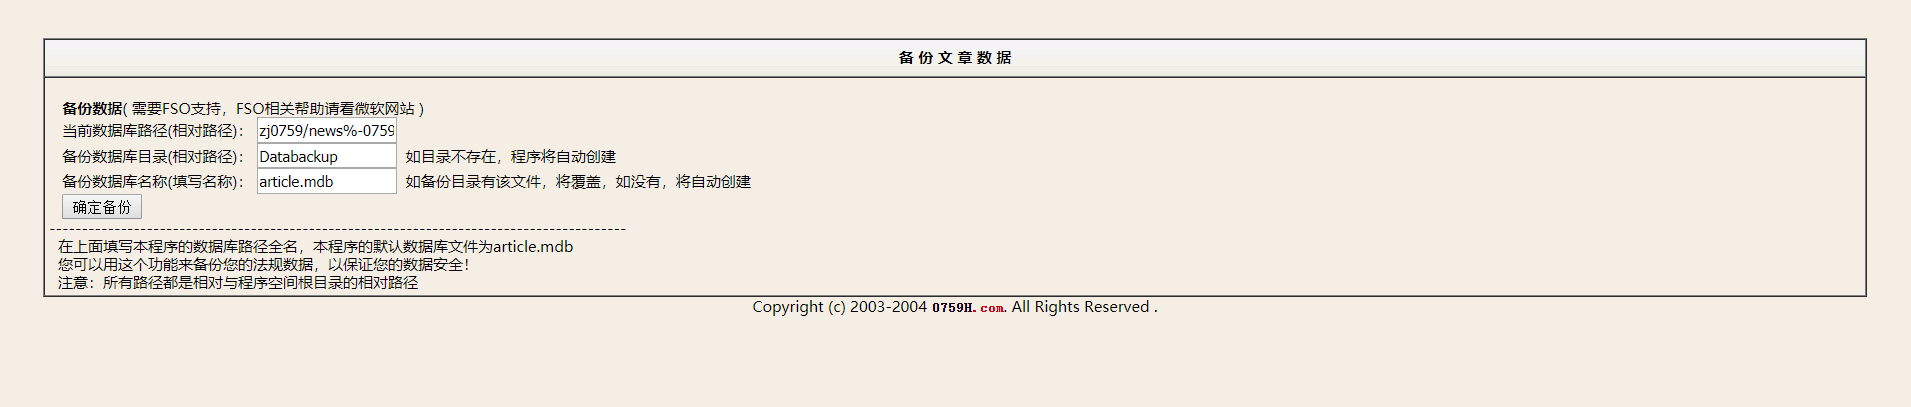 备份文章数据
备份数据( 需要FSO支持，FSO相关帮助请看微软网站 )
当前数据库路径(相对路径)： zj0759/news%-0759
备份数据库目录(相对路径)： Databackup 如目录不存在，程序将自动创建
备份数据库名称(填写名称)： article.mdb 如备份目录有该文件，将覆盖，如没有，将自动创建
确定备份
在上面填写本程序的数据库路径全名，本程序的默认数据库文件为article.mdb
您可以用这个功能来备份您的法规数据，以保证您的数据安全！
注意：所有路径都是相对与程序空间根目录的相对路径
Copyright (c) 2003-2004 0759H.com. All Rights Reserved .